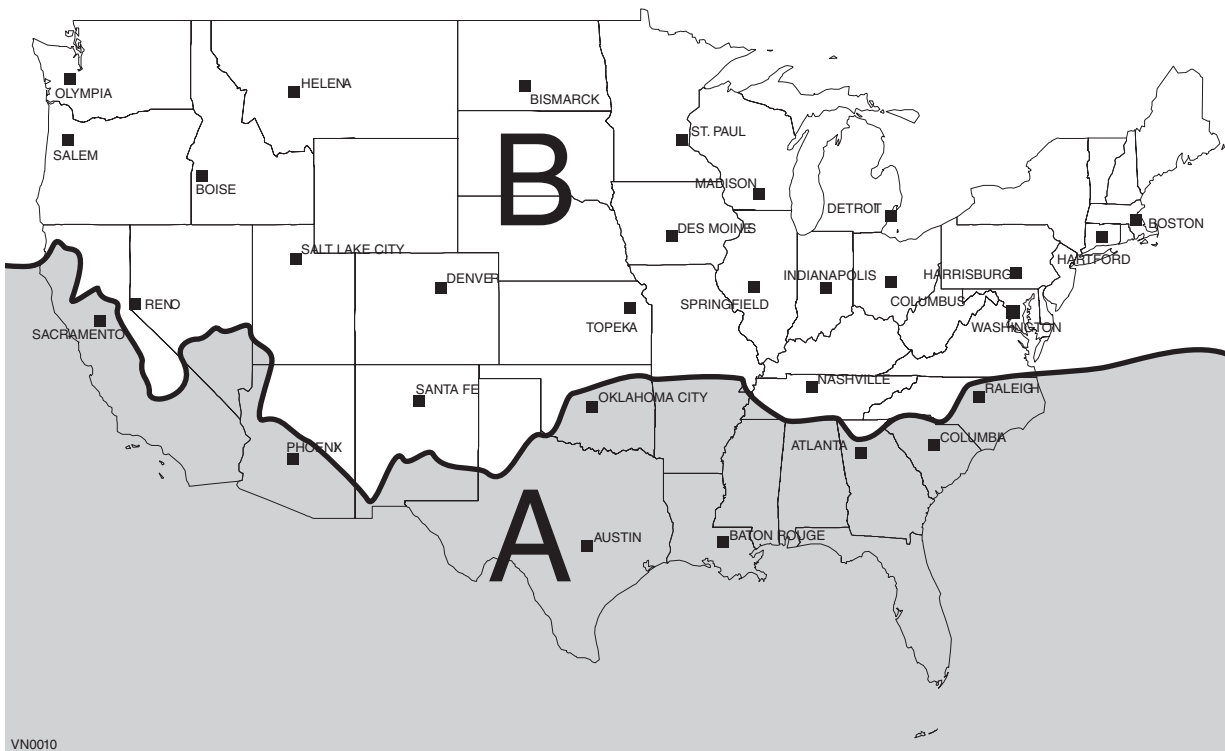 OLYMPIA
HELENA
BISMARCK
SALEM
ST. PAUL
BOISE
B
MADISON
DETROIT
BOSTON
DES MOINES
SALT LAKE CITY
HARTFORD
DENVER
INDIANAPOLIS
HARRISBURG
RENO
SPRINGFIELD
COLUMBUS
TOPEKA
WASHINGTON
SACRAMENTO
NASHVILLE
SANTA FE
RALEIGH
OKLAHOMA CITY
PHOENIX
ATLANTA
COLUMBIA
A
AUSTIN
BATON ROUGE
VN0010